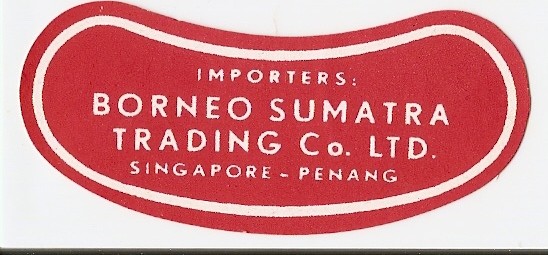 IMPORTERS:
BORNEO SUMATRA
TRADING Co. LTD.
SINGAPORE - PENANG